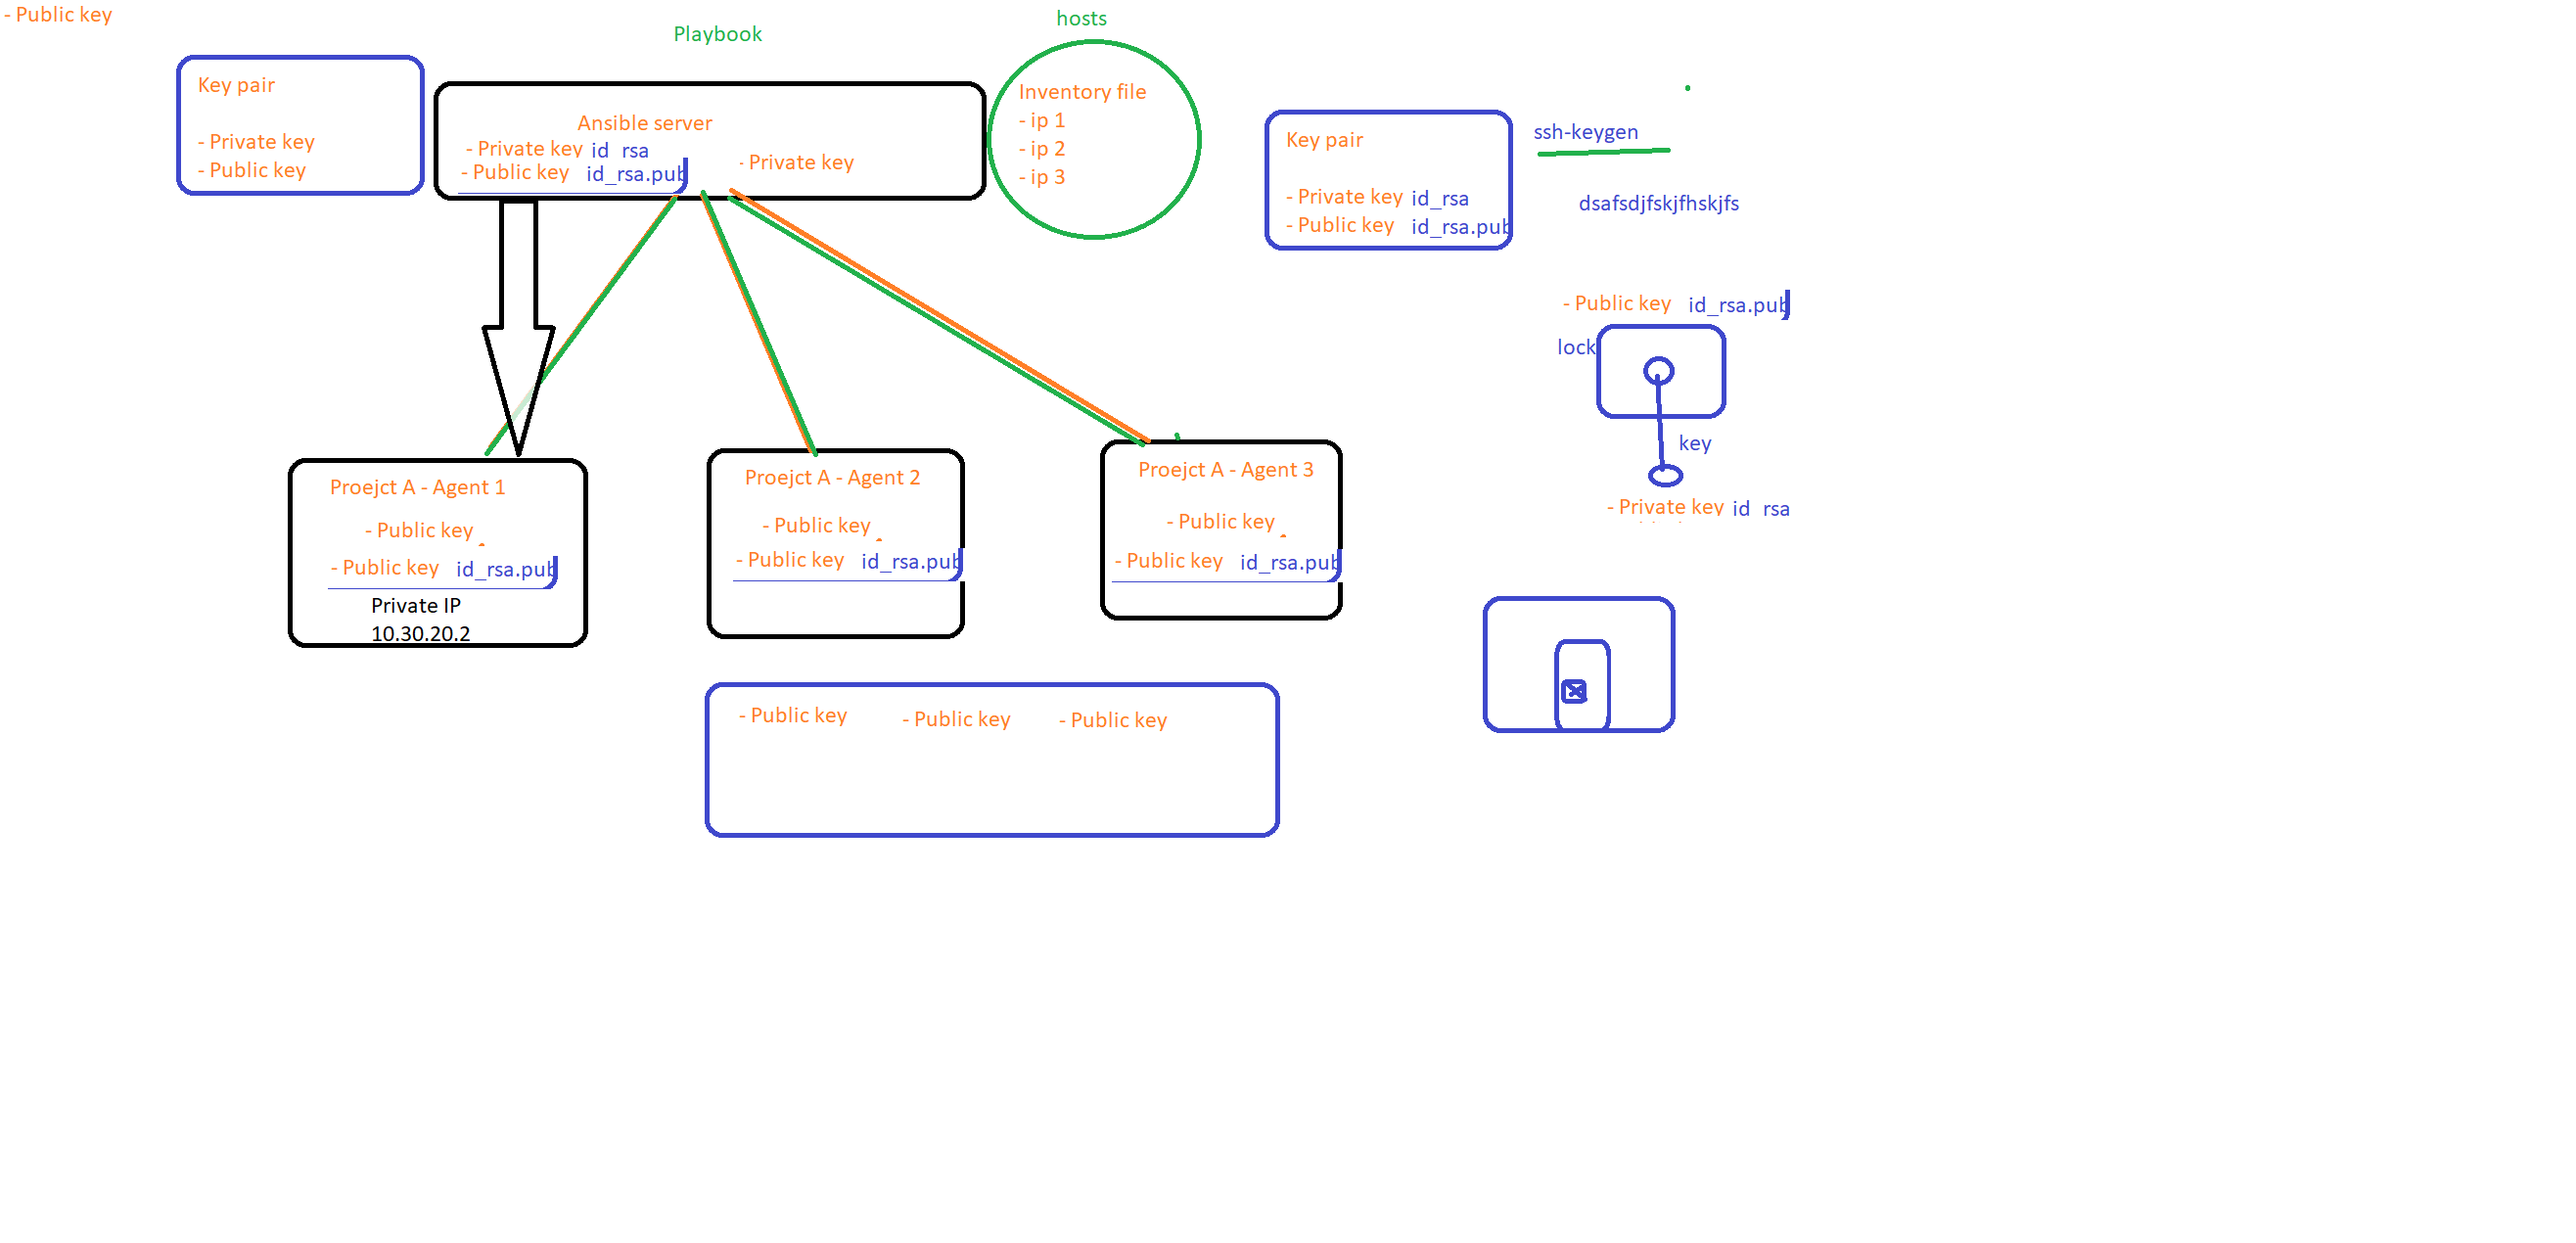 - Public key
Playbook
hosts
Key pair
- Private key
- Public key
Ansible server
- Private key id_rsa
- Public key id_rsa.pub
- Private key
Inventory file
- ip 1
- ip 2
- ip 3
Key pair
- Private key id_rsa
- Public key id_rsa.pub
ssh-keygen
dsafsdjfskjfhskjfs
- Public key id_rsa.pub
lock
key
- Private key id rsa
Proejct A - Agent 1
- Public key
- Public key id_rsa.pub
Private IP
10.30.20.2
Proejct A - Agent 2
- Public key
- Public key id_rsa.pub
Proejct A - Agent 3
- Public key
- Public key id_rsa.pub
- Public key
- Public key
- Public key